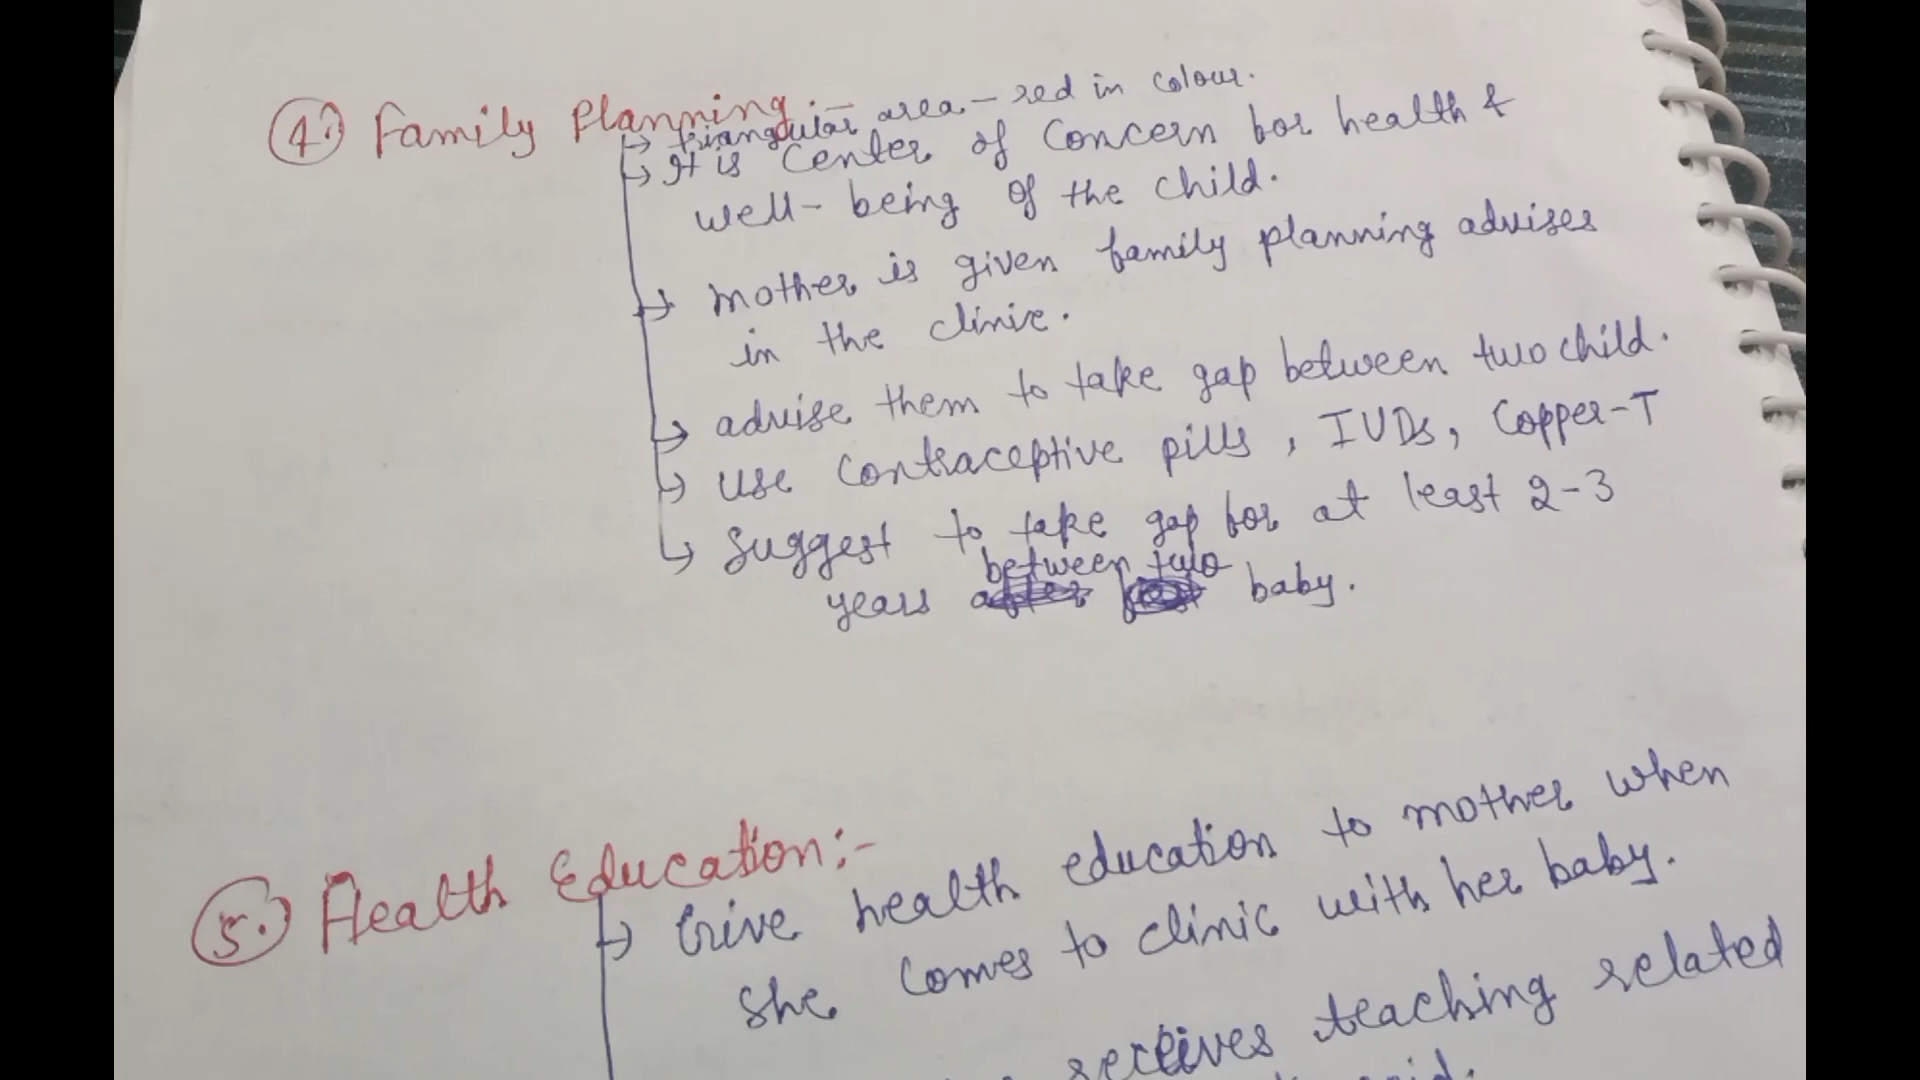 4. Family Planning :-
→ triangular area - red in colour.
→ It is Center of Concern for health &
well-being of the child.
→ mother is given family planning advises
in the clinic.
→ advise them to take gap between two child.
→ use contraceptive pills, IUDs, Copper-T
→ Suggest to take gap for at least 2-3
between two
years after baby.
5. Health Education :-
→ Give health education to mother when
she comes to clinic with her baby.
receives teaching related